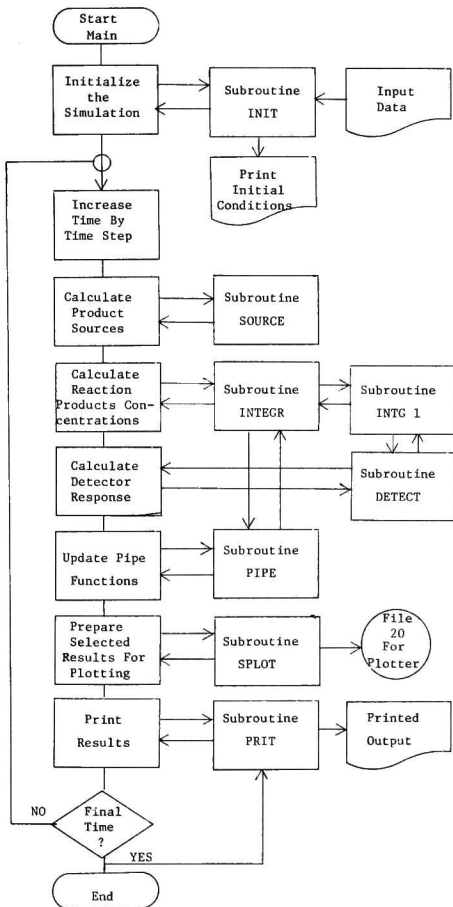 Start
Main
Initialize
the
Simulation
Subroutine
INIT
Input
Data
Print
Initial
Conditions
Increase
Time By
Time Step
Calculate
Product
Sources
Subroutine
SOURCE
Calculate
Reaction
Products Con-
centrations
Subroutine
INTEGR
Subroutine
INTG 1
Calculate
Detector
Response
Subroutine
DETECT
Update Pipe
Functions
Subroutine
PIPE
Prepare
Selected
Results For
Plotting
Subroutine
SPLOT
File
20
For
Plotter
Print
Results
Subroutine
PRIT
Printed
Output
NO
Final
Time
?
YES
End